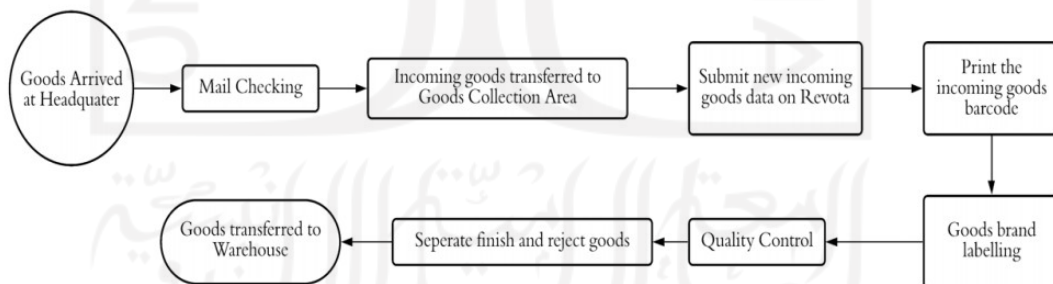 Goods Arrived
at Headquater
Mail Checking
Incoming goods transferred to
Goods Collection Area
Submit new incoming
goods data on Revota
Print the
incoming goods
barcode
Goods brand
labelling
Quality Control
Seperate finish and reject goods
Goods transferred to
Warehouse